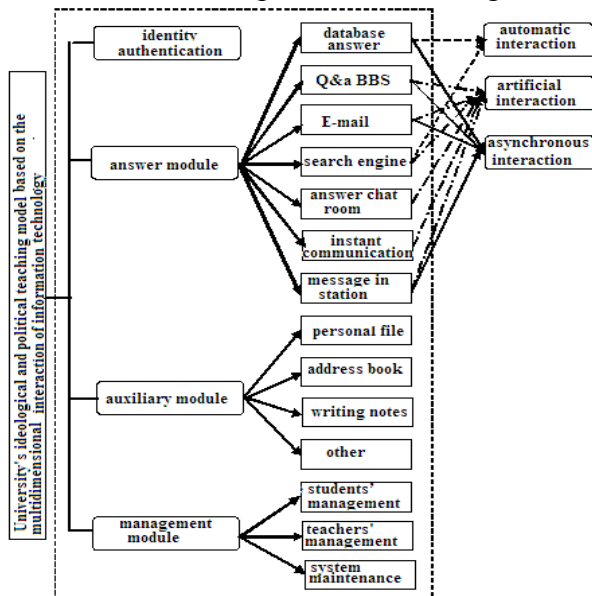 University's ideological and political teaching model based on the
multidimensional interaction of information technology
identity
authentication
answer module
auxiliary module
management
module
database
answer
Q&a BBS
E-mail
search engine
answer chat
room
instant
communication
message in
station
personal file
address book
writing notes
other
students'
management
teachers'
management
system
maintenance
automatic
interaction
artificial
interaction
asynchronous
interaction